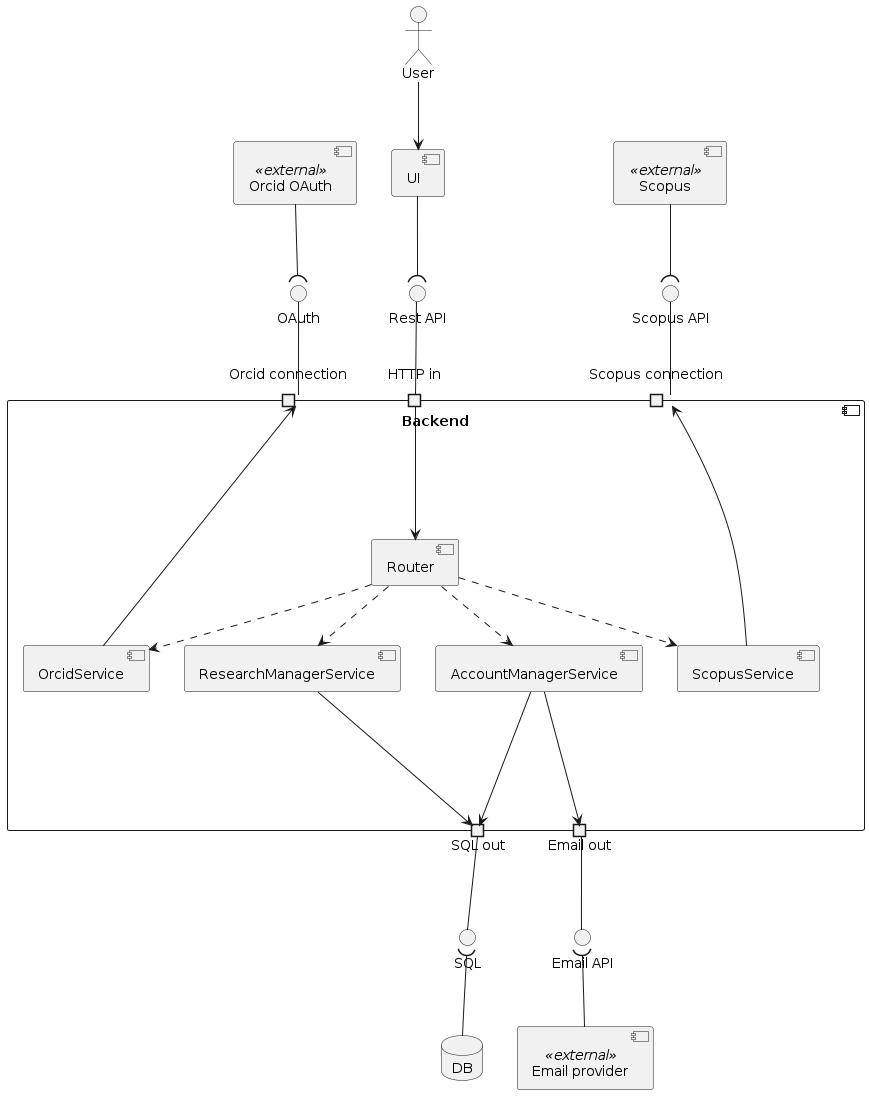 User
«external»
Orcid OAuth
UI
«external»
Scopus
OAuth
Rest API
Scopus API
Orcid connection
HTTP in
Scopus connection
Backend
Router
OrcidService
ResearchManagerService
AccountManagerService
ScopusService
SQL out
Email out
SQL
Email API
DB
«external»
Email provider